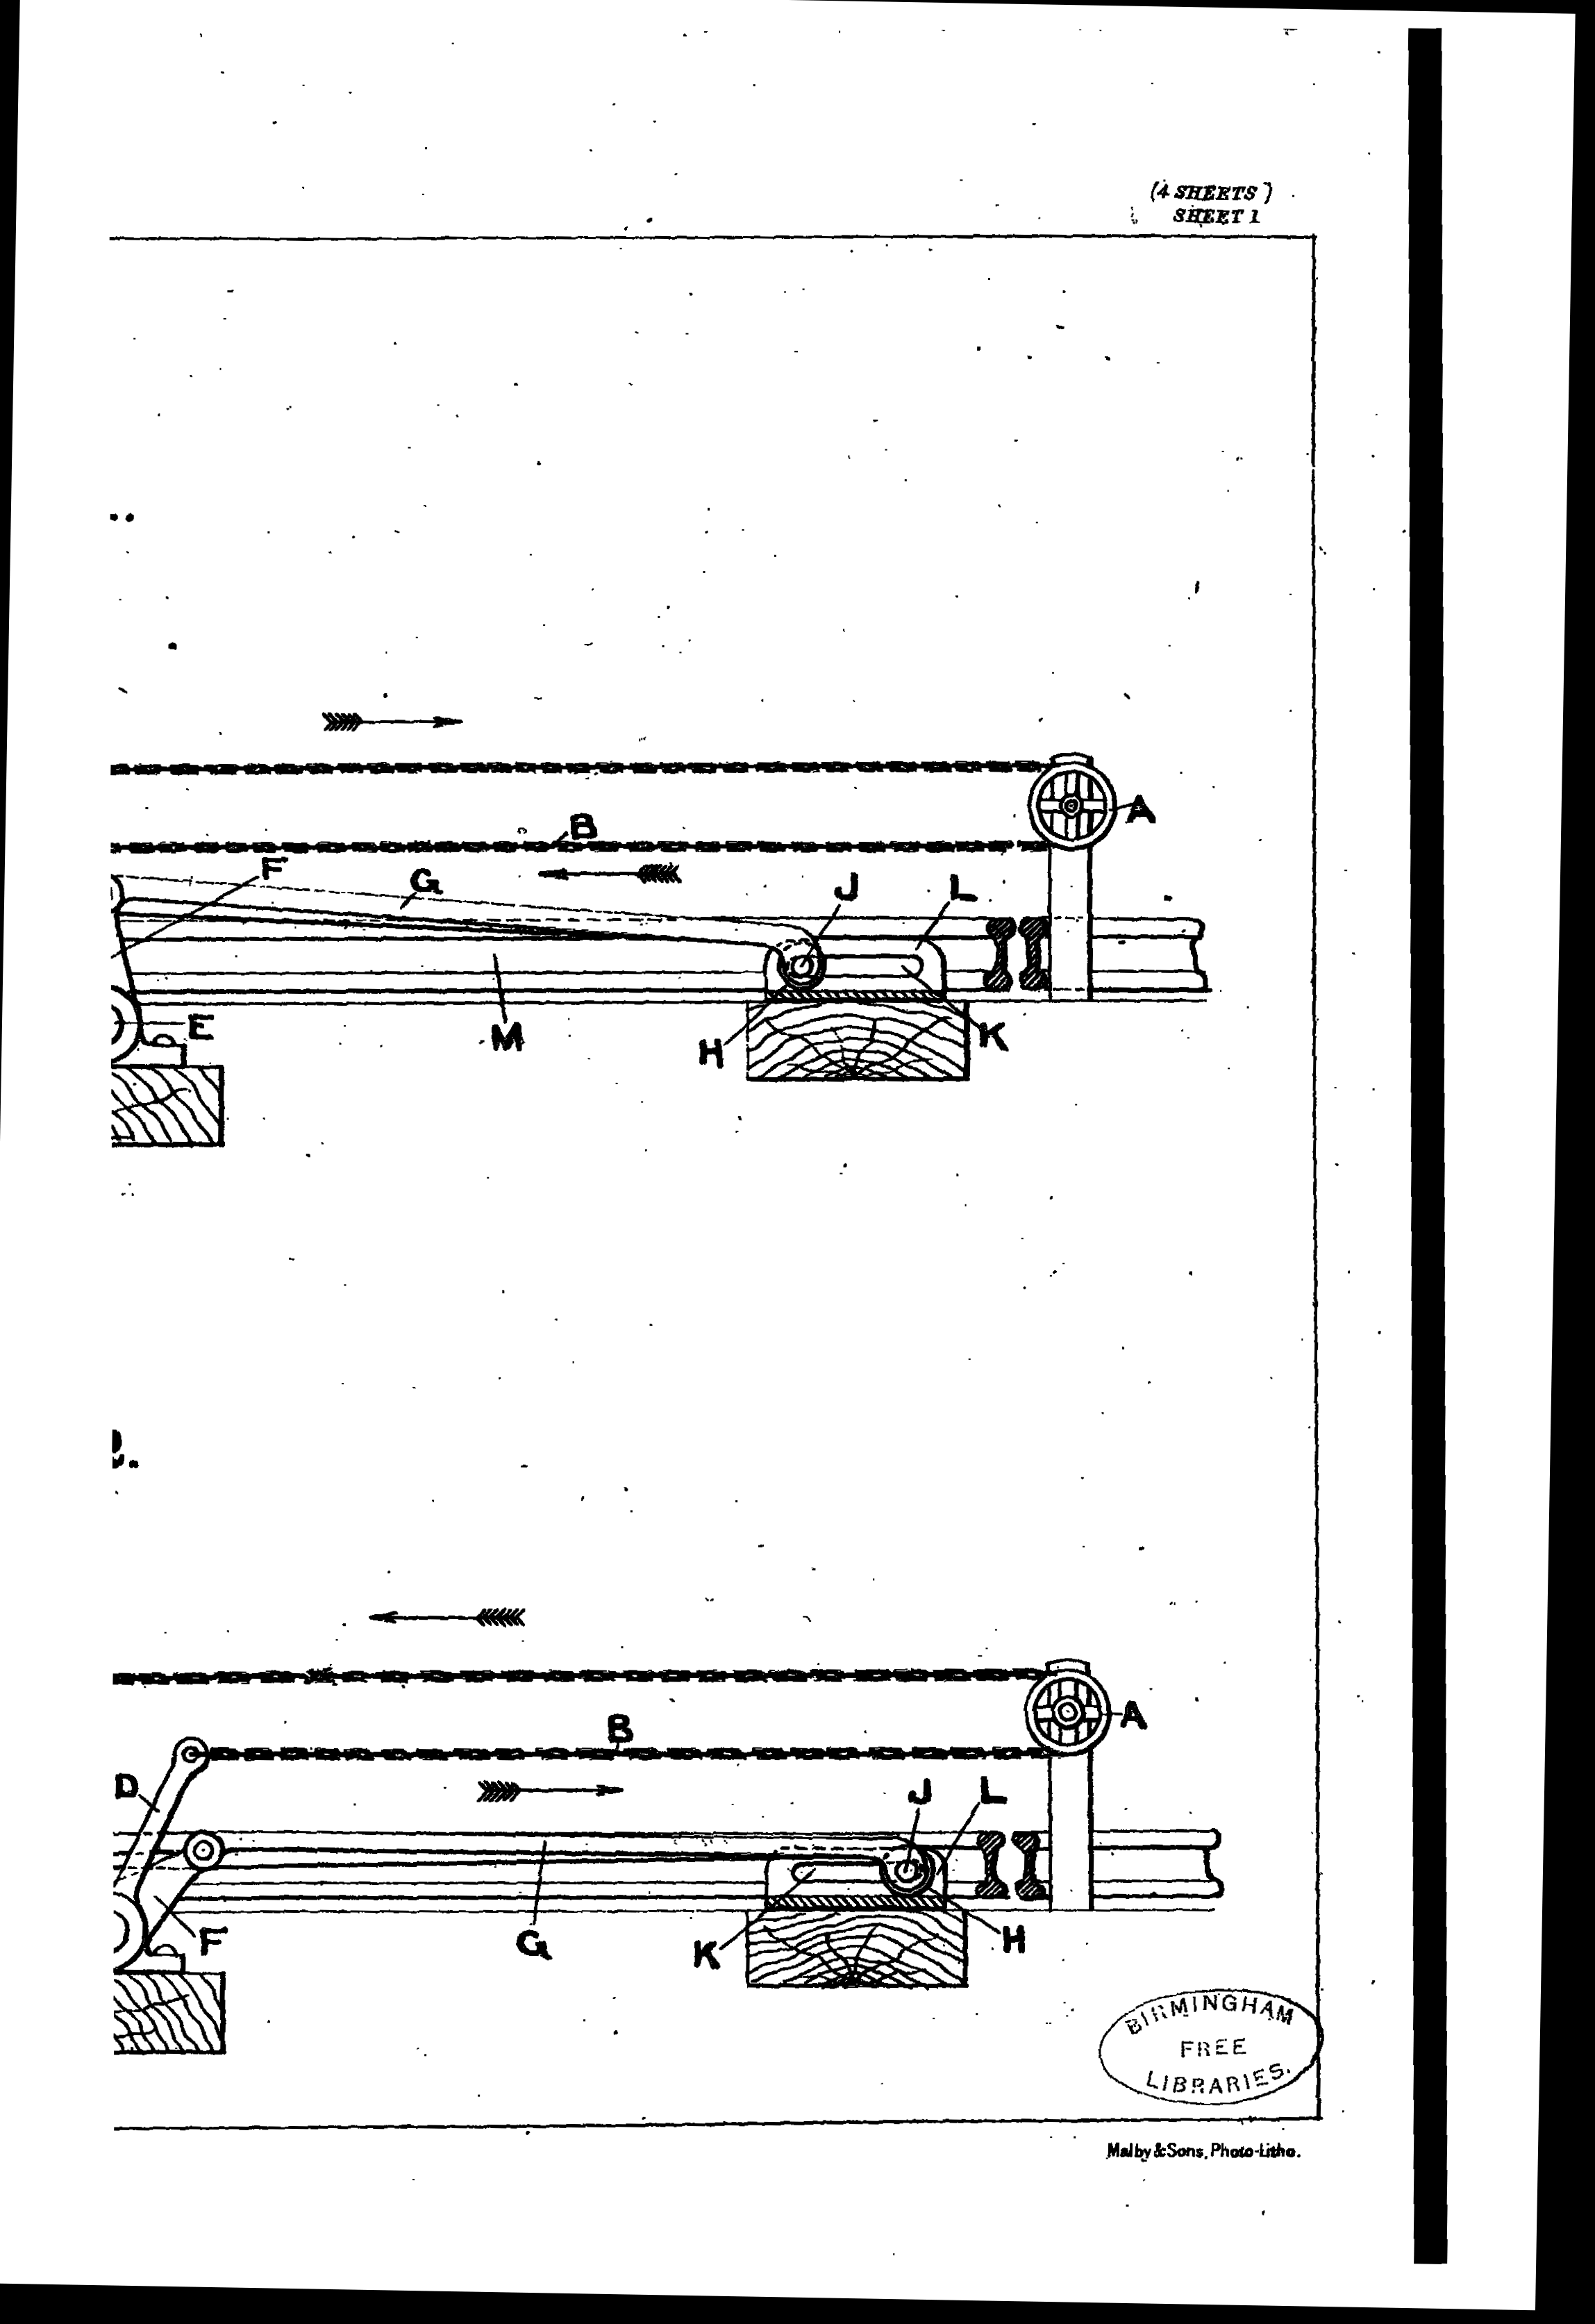 (4 SHEETS)
SHEET 1
A
B
F
G
J
L
E
M
H
K
A
B
D
J
L
F
G
K
H
BIRMINGHAM
FREE
LIBRARIES.
Malby & Sons, Photo-Litho.